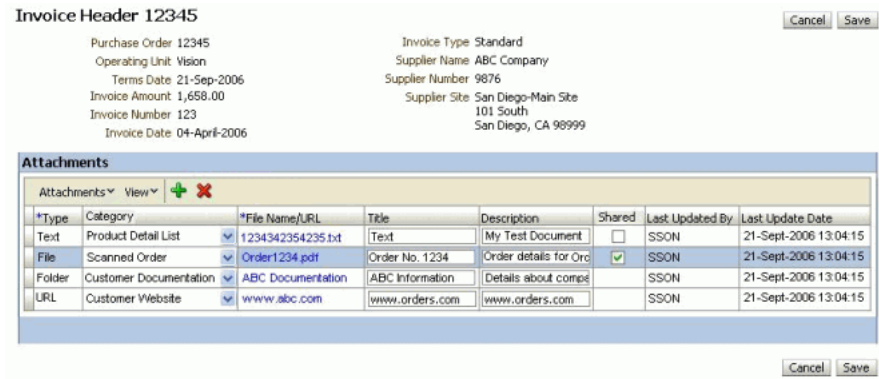 Invoice Header 12345
Cancel Save
Purchase Order 12345
Operating Unit Vision
Terms Date 21-Sep-2006
Invoice Amount 1,658.00
Invoice Number 123
Invoice Date 04-April-2006
Invoice Type Standard
Supplier Name ABC Company
Supplier Number 9876
Supplier Site San Diego-Main Site
101 South
San Diego, CA 98999
Attachments
Attachments View
*Type Category *File Name/URL Title Description Shared Last Updated By Last Update Date
Text Product Detail List 1234342354235.txt Text My Test Document SSON 21-Sept-2006 13:04:15
File Scanned Order Order1234.pdf Order No. 1234 Order details for Orc SSON 21-Sept-2006 13:04:15
Folder Customer Documentation ABC Documentation ABC Information Details about compa SSON 21-Sept-2006 13:04:15
URL Customer Website www.abc.com www.orders.com www.orders.com SSON 21-Sept-2006 13:04:15
Cancel Save